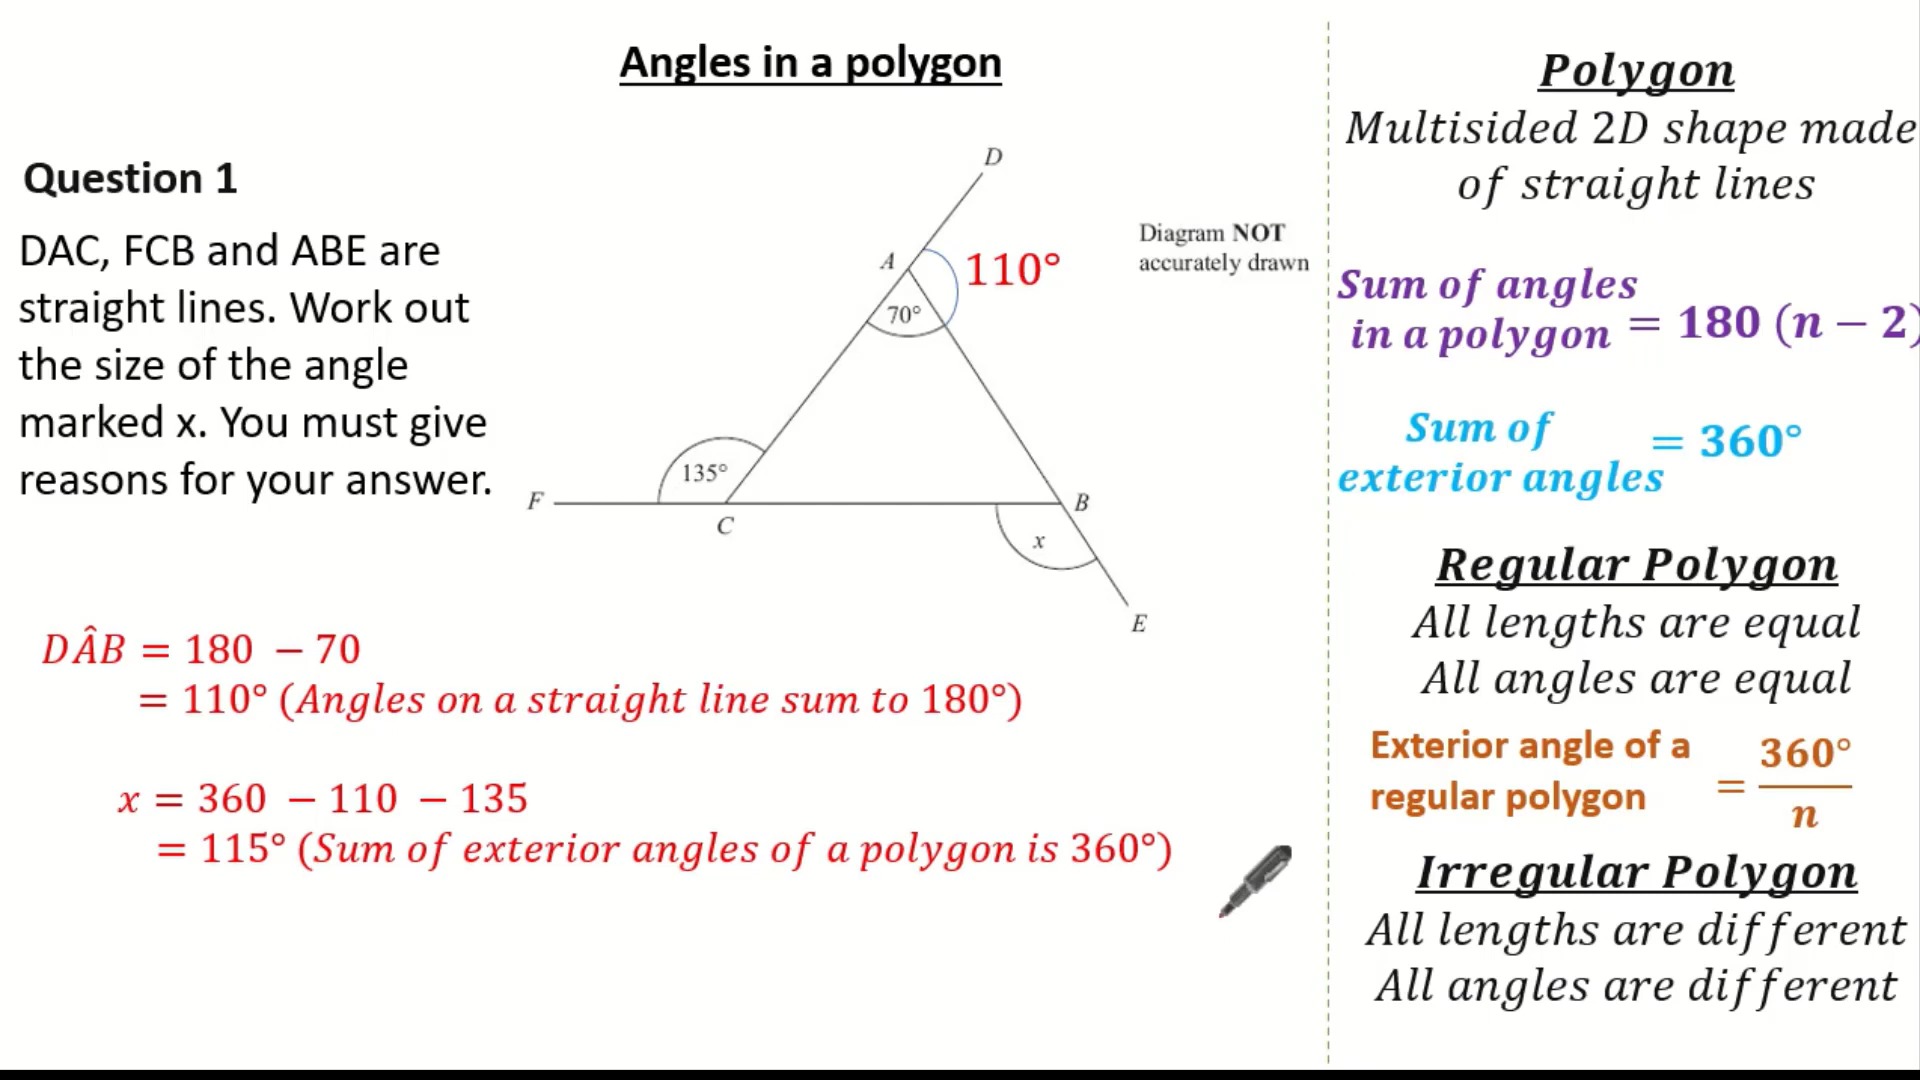 Angles in a polygon
Question 1
DAC, FCB and ABE are
straight lines. Work out
the size of the angle
marked x. You must give
reasons for your answer.
D
A
110°
70°
135°
F
C
B
x
E
Diagram NOT
accurately drawn
DÂB = 180 − 70
= 110° (Angles on a straight line sum to 180°)
x = 360 − 110 − 135
= 115° (Sum of exterior angles of a polygon is 360°)
Polygon
Multisided 2D shape made
of straight lines
Sum of angles
in a polygon = 180 (n − 2)
Sum of
exterior angles = 360°
Regular Polygon
All lengths are equal
All angles are equal
Exterior angle of a
regular polygon = 360°
n
Irregular Polygon
All lengths are different
All angles are different